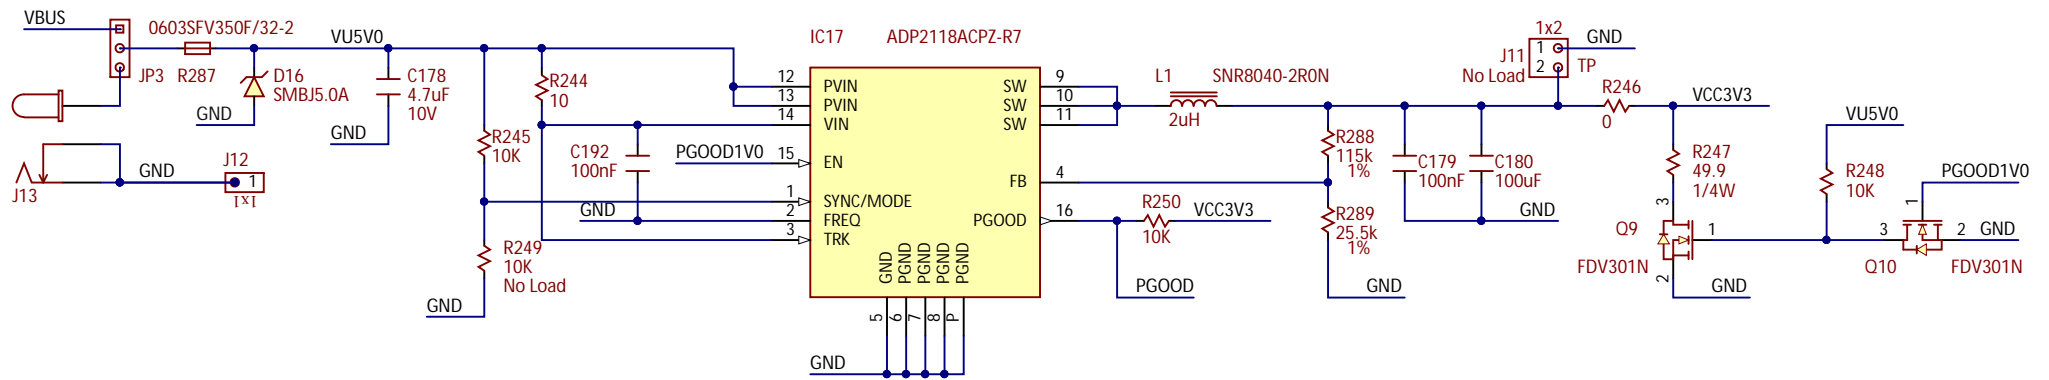 VBUS
0603SFV350F/32-2
VU5V0
JP3
R287
D16
SMBJ5.0A
GND
C178
4.7uF
10V
GND
R244
10
R245
10K
C192
100nF
GND
R249
10K
No Load
GND
J13
GND
J12
1
1x1
IC17
ADP2118ACPZ-R7
12
PVIN
13
PVIN
14
VIN
PGOOD1V0
15
EN
1
SYNC/MODE
2
FREQ
3
TRK
SW
9
SW
10
SW
11
FB
4
PGOOD
16
GND
PGND
PGND
PGND
PGND
5
6
7
8
P
GND
L1
SNR8040-2R0N
2uH
R250
10K
VCC3V3
PGOOD
R288
115k
1%
R289
25.5k
1%
GND
C179
100nF
C180
100uF
GND
1x2
J11
1
2
No Load
TP
GND
R246
0
VCC3V3
R247
49.9
1/4W
Q9
3
1
2
FDV301N
GND
VU5V0
R248
10K
PGOOD1V0
1
3
2
GND
Q10
FDV301N